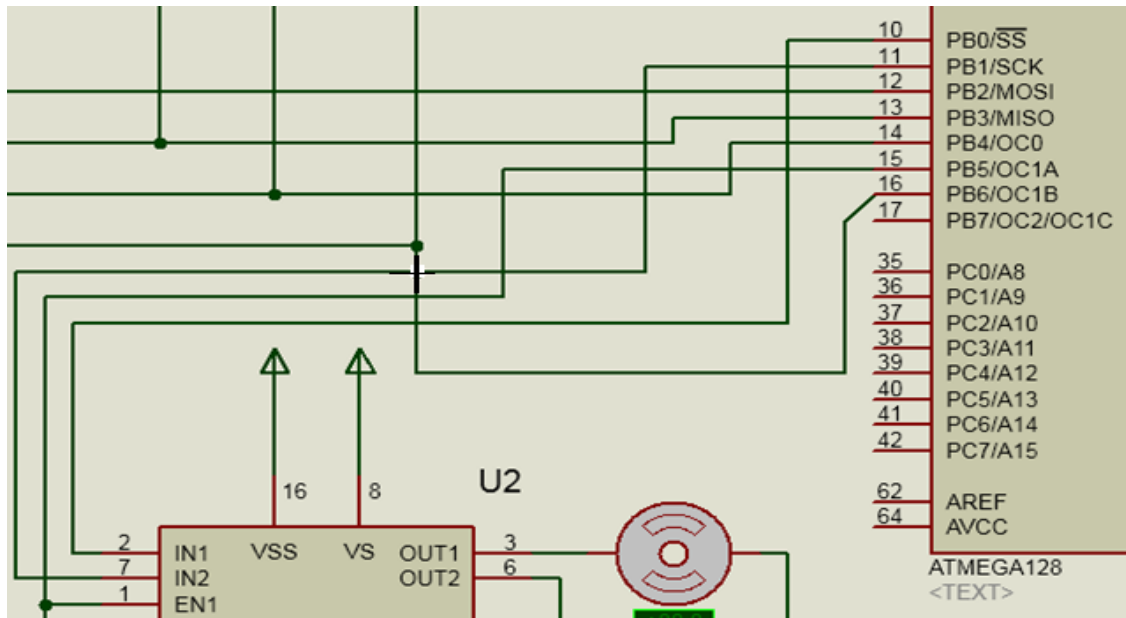 10 PB0/SS
11 PB1/SCK
12 PB2/MOSI
13 PB3/MISO
14 PB4/OC0
15 PB5/OC1A
16 PB6/OC1B
17 PB7/OC2/OC1C
35 PC0/A8
36 PC1/A9
37 PC2/A10
38 PC3/A11
39 PC4/A12
40 PC5/A13
41 PC6/A14
42 PC7/A15
62 AREF
64 AVCC
ATMEGA128
<TEXT>
U2
16 8
2 IN1 VSS VS OUT1 3
7 IN2 OUT2 6
1 EN1